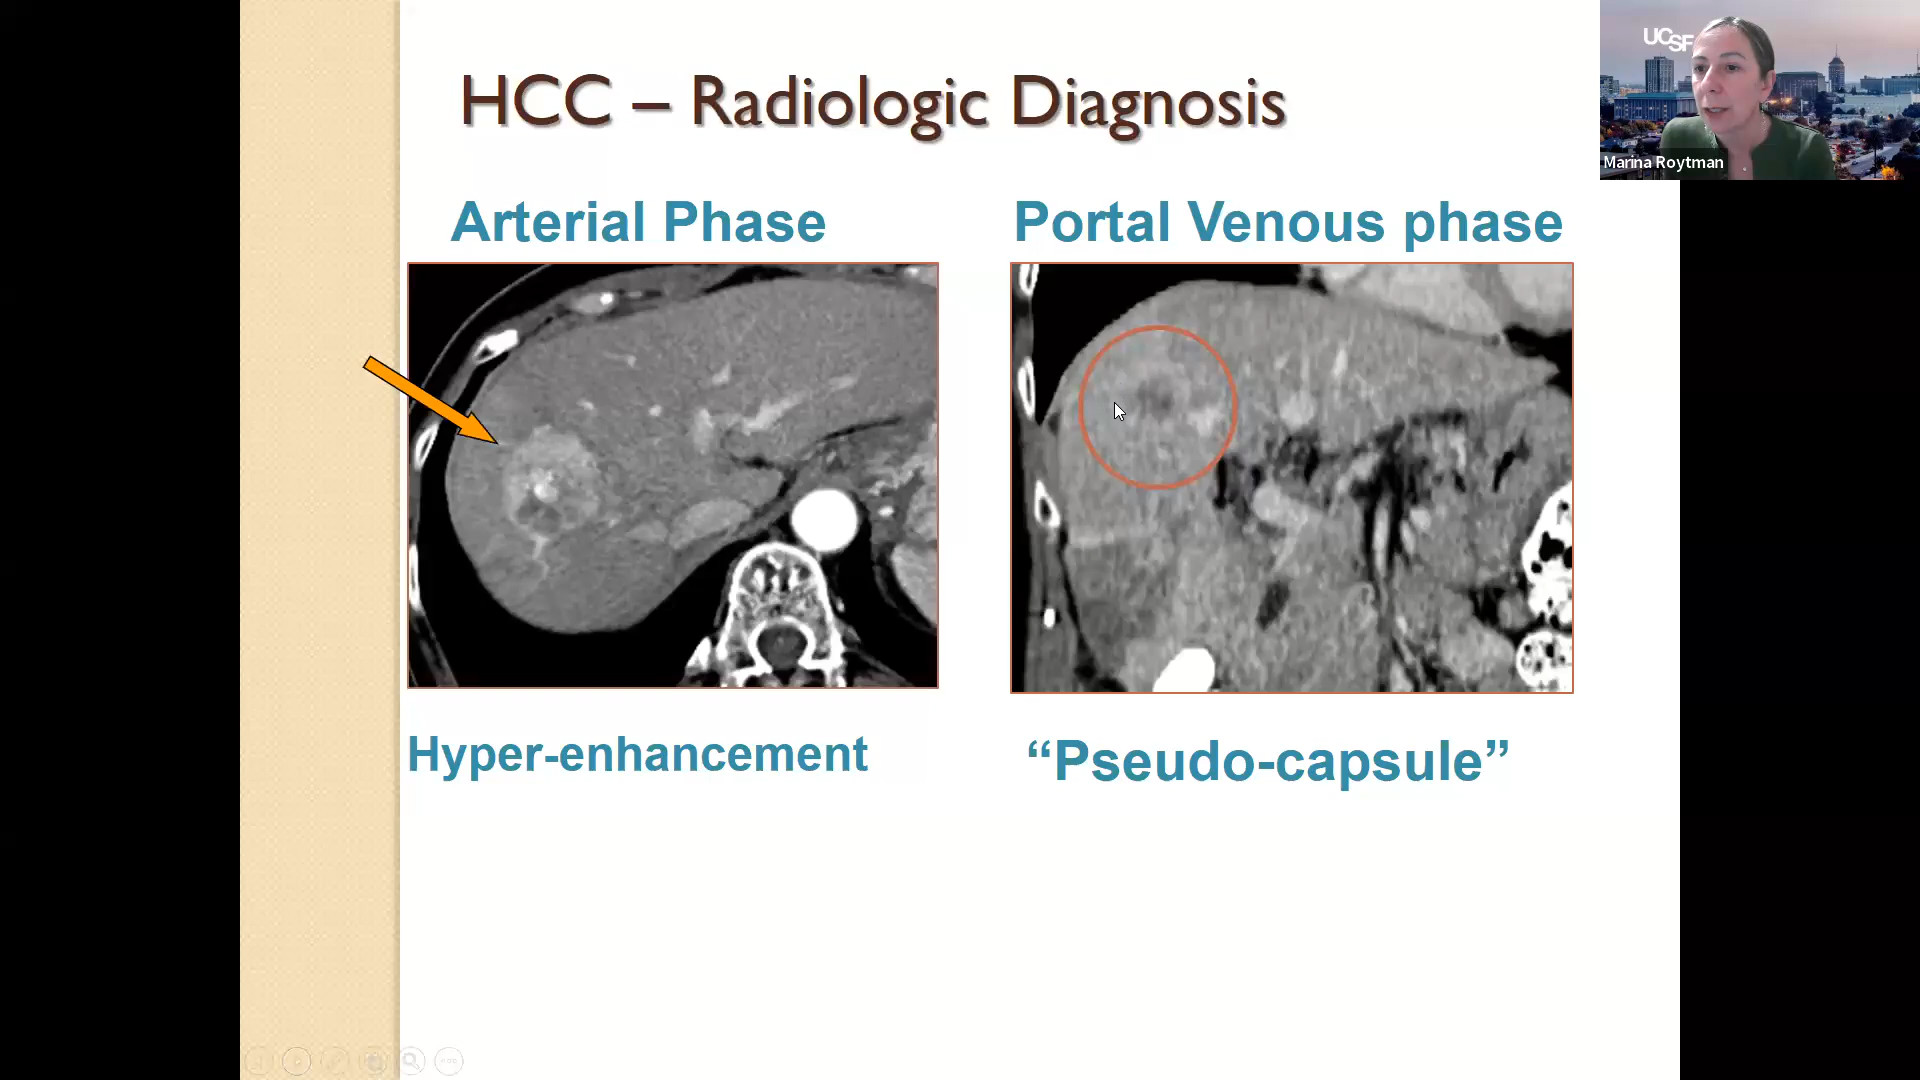 HCC – Radiologic Diagnosis
UCSF
Marina Roytman
Arterial Phase
Portal Venous phase
Hyper-enhancement
“Pseudo-capsule”